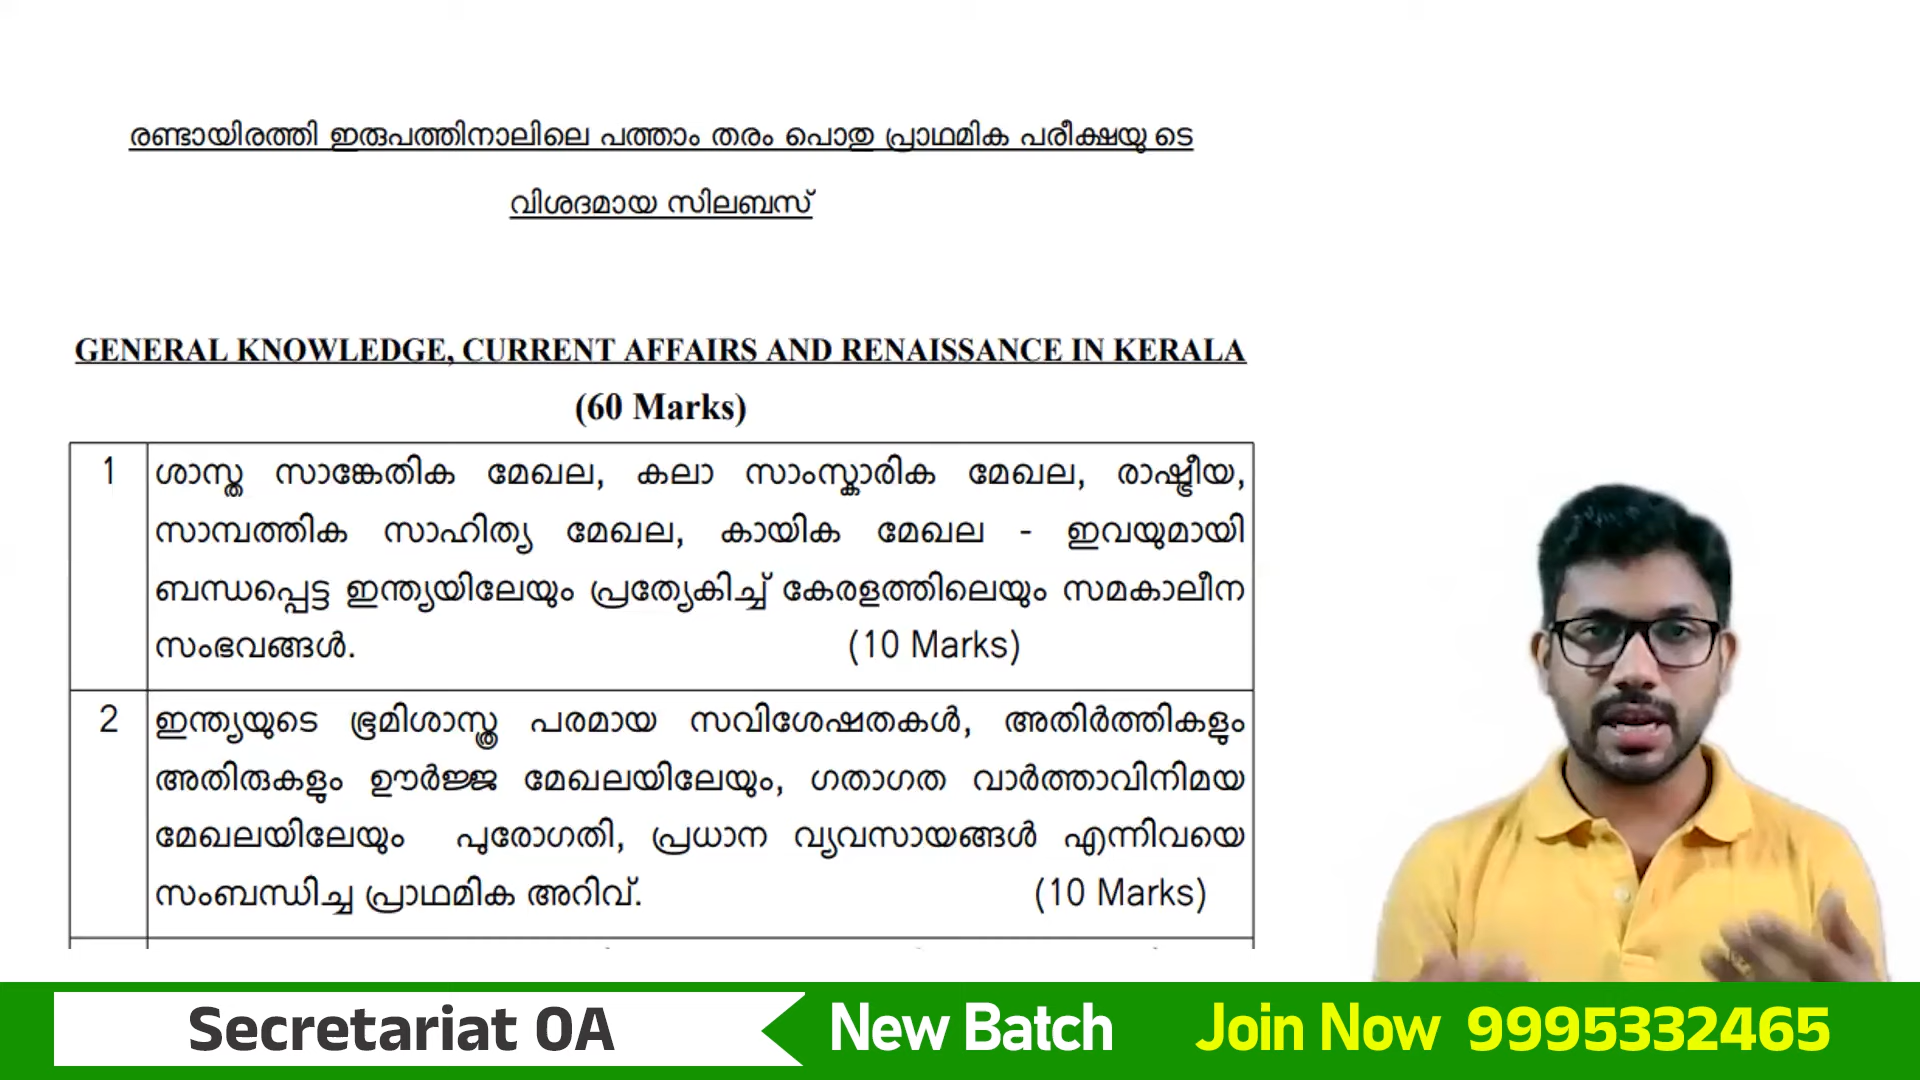 രണ്ടായിരത്തി ഇരുപത്തിനാലിലെ പത്താം തരം പൊതു പ്രാഥമിക പരീക്ഷയു ടെ
വിശദമായ സിലബസ്
GENERAL KNOWLEDGE, CURRENT AFFAIRS AND RENAISSANCE IN KERALA
(60 Marks)
1 ശാസ്ത സാങ്കേതിക മേഖല, കലാ സാംസ്കാരിക മേഖല, രാഷ്ട്രീയ,
സാമ്പത്തിക സാഹിത്യ മേഖല, കായിക മേഖല - ഇവയുമായി
ബന്ധപ്പെട്ട ഇന്ത്യയിലേയും പ്രത്യേകിച്ച് കേരളത്തിലെയും സമകാലീന
സംഭവങ്ങൾ. (10 Marks)
2 ഇന്ത്യയുടെ ഭൂമിശാസ്ത്ര പരമായ സവിശേഷതകൾ, അതിർത്തികളും
അതിരുകളും ഊർജ്ജ മേഖലയിലേയും, ഗതാഗത വാർത്താവിനിമയ
മേഖലയിലേയും പുരോഗതി, പ്രധാന വ്യവസായങ്ങൾ എന്നിവയെ
സംബന്ധിച്ച പ്രാഥമിക അറിവ്. (10 Marks)
Secretariat OA New Batch Join Now 9995332465